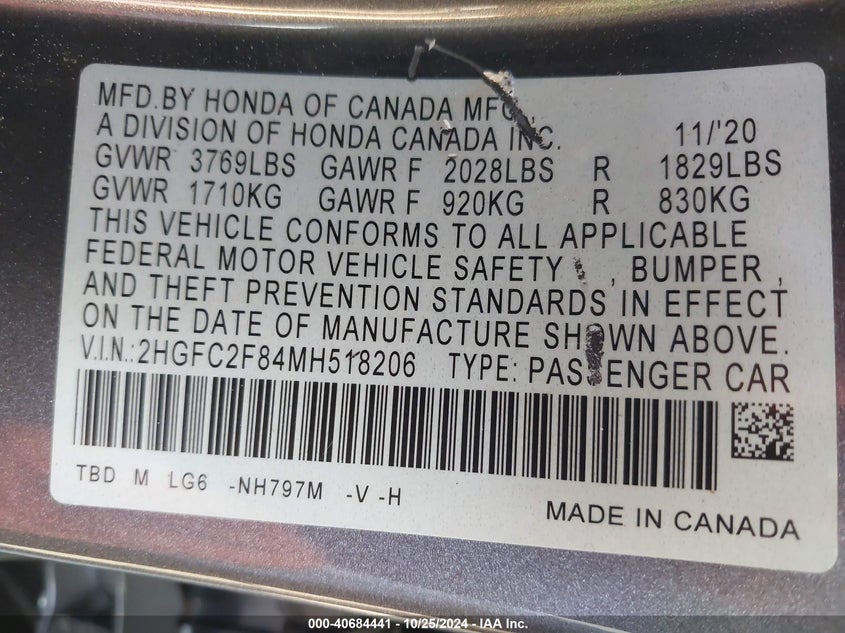 MFD. BY HONDA OF CANADA MFG.,
A DIVISION OF HONDA CANADA INC. 11/'20
GVWR 3769LBS GAWR F 2028LBS R 1829LBS
GVWR 1710KG GAWR F 920KG R 830KG
THIS VEHICLE CONFORMS TO ALL APPLICABLE
FEDERAL MOTOR VEHICLE SAFETY , BUMPER ,
AND THEFT PREVENTION STANDARDS IN EFFECT
ON THE DATE OF MANUFACTURE SHOWN ABOVE.
V.I.N.: 2HGFC2F84MH518206 TYPE: PASSENGER CAR
TBD M LG6 -NH797M -V -H
MADE IN CANADA
000-40684441 - 10/25/2024 - IAA Inc.